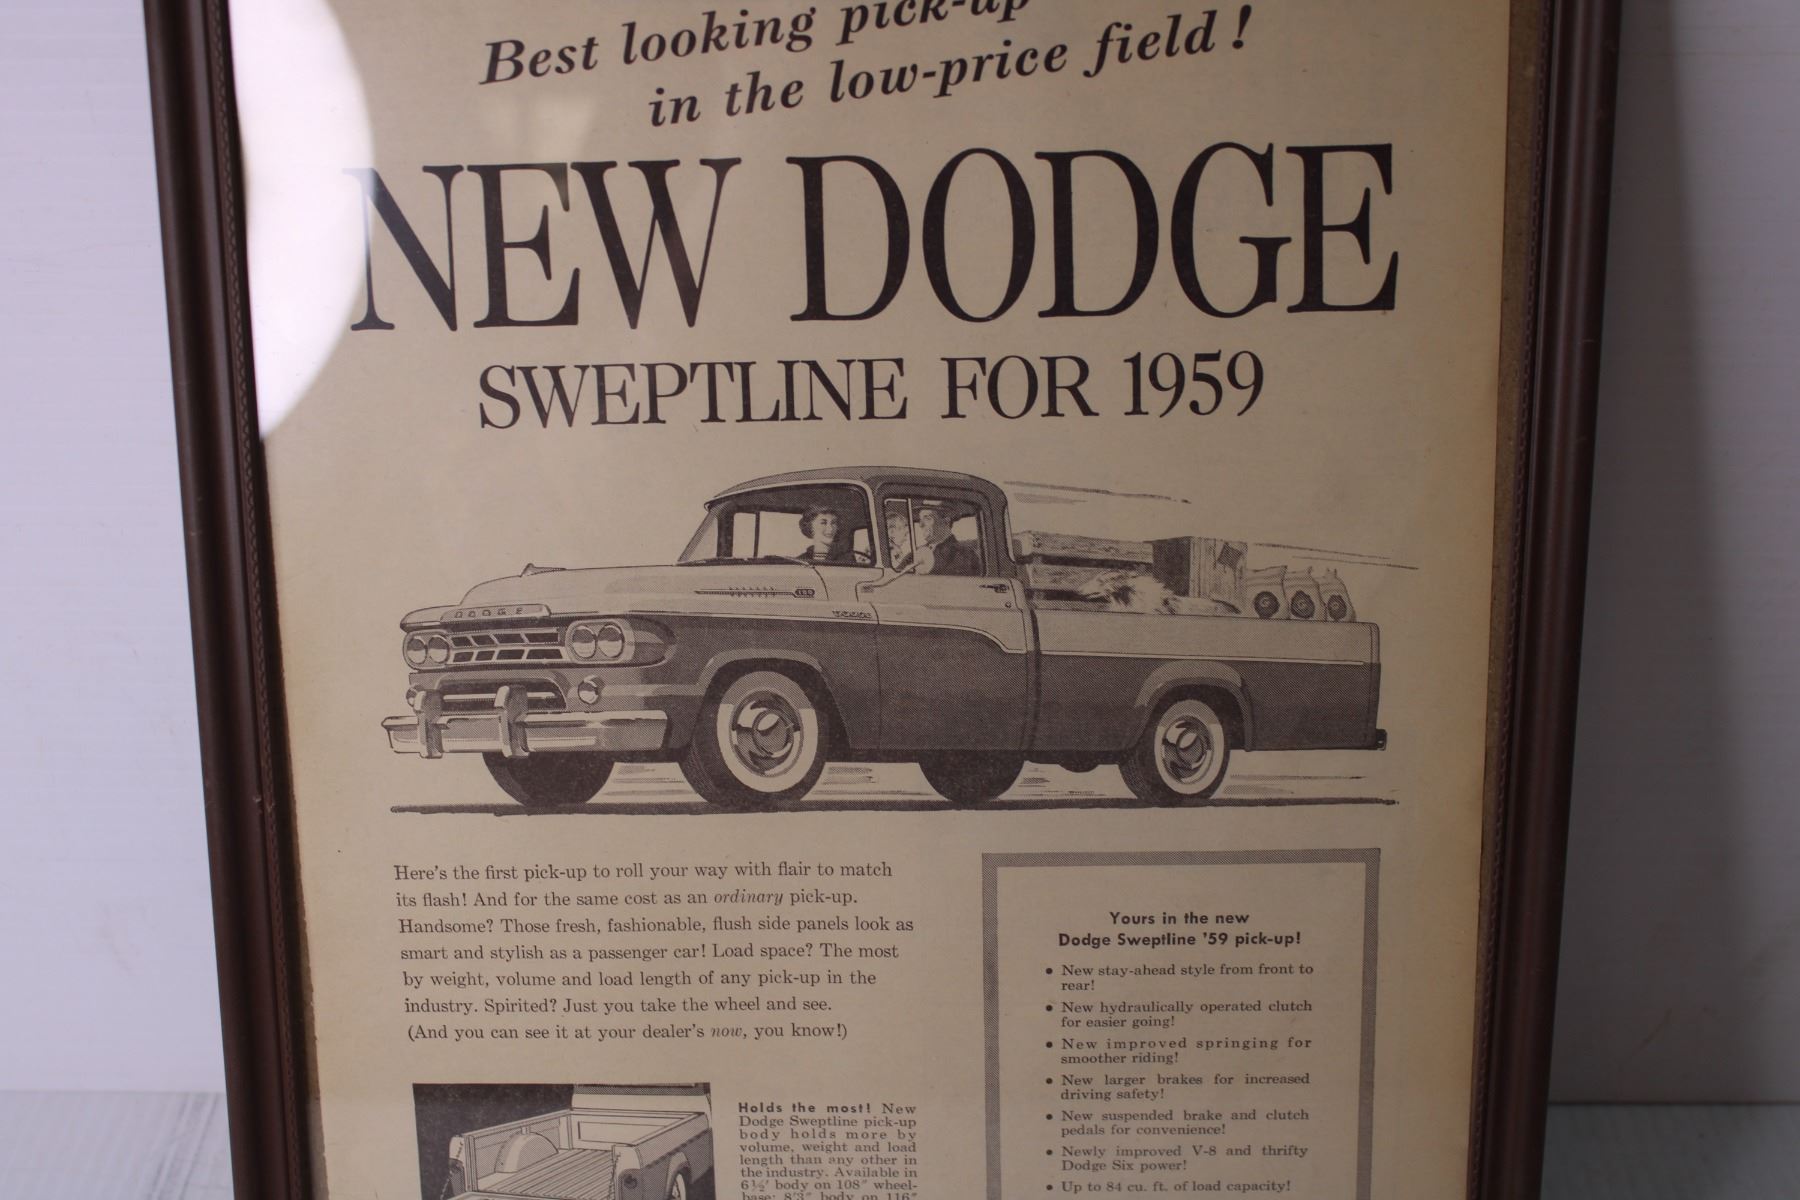 Best looking pick-up
in the low-price field!
NEW DODGE
SWEPTLINE FOR 1959
DODGE
100
Here's the first pick-up to roll your way with flair to match
its flash! And for the same cost as an ordinary pick-up.
Handsome? Those fresh, fashionable, flush side panels look as
smart and stylish as a passenger car! Load space? The most
by weight, volume and load length of any pick-up in the
industry. Spirited? Just you take the wheel and see.
(And you can see it at your dealer's now, you know!)
Holds the most! New
Dodge Sweptline pick-up
body holds more by
volume, weight and load
length than any other in
the industry. Available in
6½' body on 108" wheel-
base; 8'3" body on 116"
Yours in the new
Dodge Sweptline '59 pick-up!
• New stay-ahead style from front to
rear!
• New hydraulically operated clutch
for easier going!
• New improved springing for
smoother riding!
• New larger brakes for increased
driving safety!
• New suspended brake and clutch
pedals for convenience!
• Newly improved V-8 and thrifty
Dodge Six power!
• Up to 84 cu. ft. of load capacity!